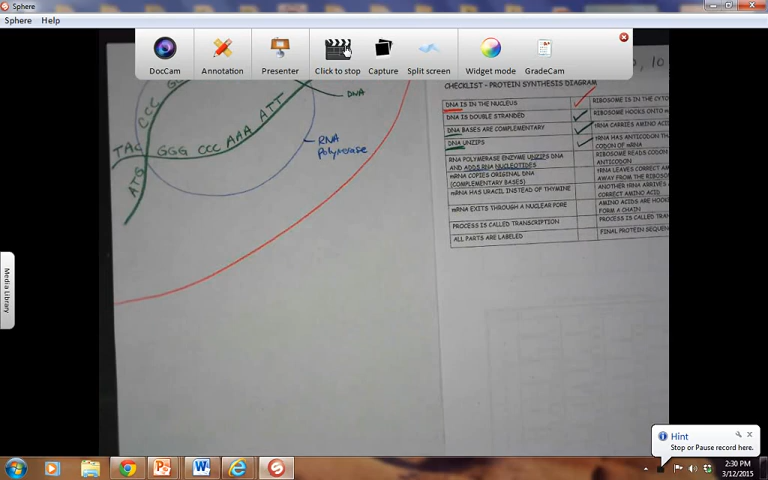 Sphere
Sphere Help
DocCam
Annotation
Presenter
Click to stop
Capture
Split screen
Widget mode
GradeCam
, 10
DNA
CCC
TAC
GGG CCC AAA ATT
ATG
RNA
Polymerase
CHECKLIST - PROTEIN SYNTHESIS DIAGRAM
DNA IS IN THE NUCLEUS
DNA IS DOUBLE STRANDED
DNA BASES ARE COMPLEMENTARY
DNA UNZIPS
RNA POLYMERASE ENZYME UNZIPS DNA
AND ADDS RNA NUCLEOTIDES
mRNA COPIES ORIGINAL DNA
(COMPLEMENTARY BASES)
mRNA HAS URACIL INSTEAD OF THYMINE
mRNA EXITS THROUGH A NUCLEAR PORE
PROCESS IS CALLED TRANSCRIPTION
ALL PARTS ARE LABELED
RIBOSOME IS IN THE CYTO
RIBOSOME HOOKS ONTO m
tRNA CARRIES AMINO ACID
tRNA HAS ANTICODON TH
CODON OF mRNA
RIBOSOME READS CODON
ANTICODON
tRNA LEAVES CORRECT AM
AWAY FROM THE RIBOSOM
ANOTHER tRNA ARRIVES
CORRECT AMINO ACID
AMINO ACIDS ARE HOOK
FORM A CHAIN
PROCESS IS CALLED TRAN
FINAL PROTEIN SEQUEN
Media Library
Hint
Stop or Pause record here.
2:30 PM
3/12/2015